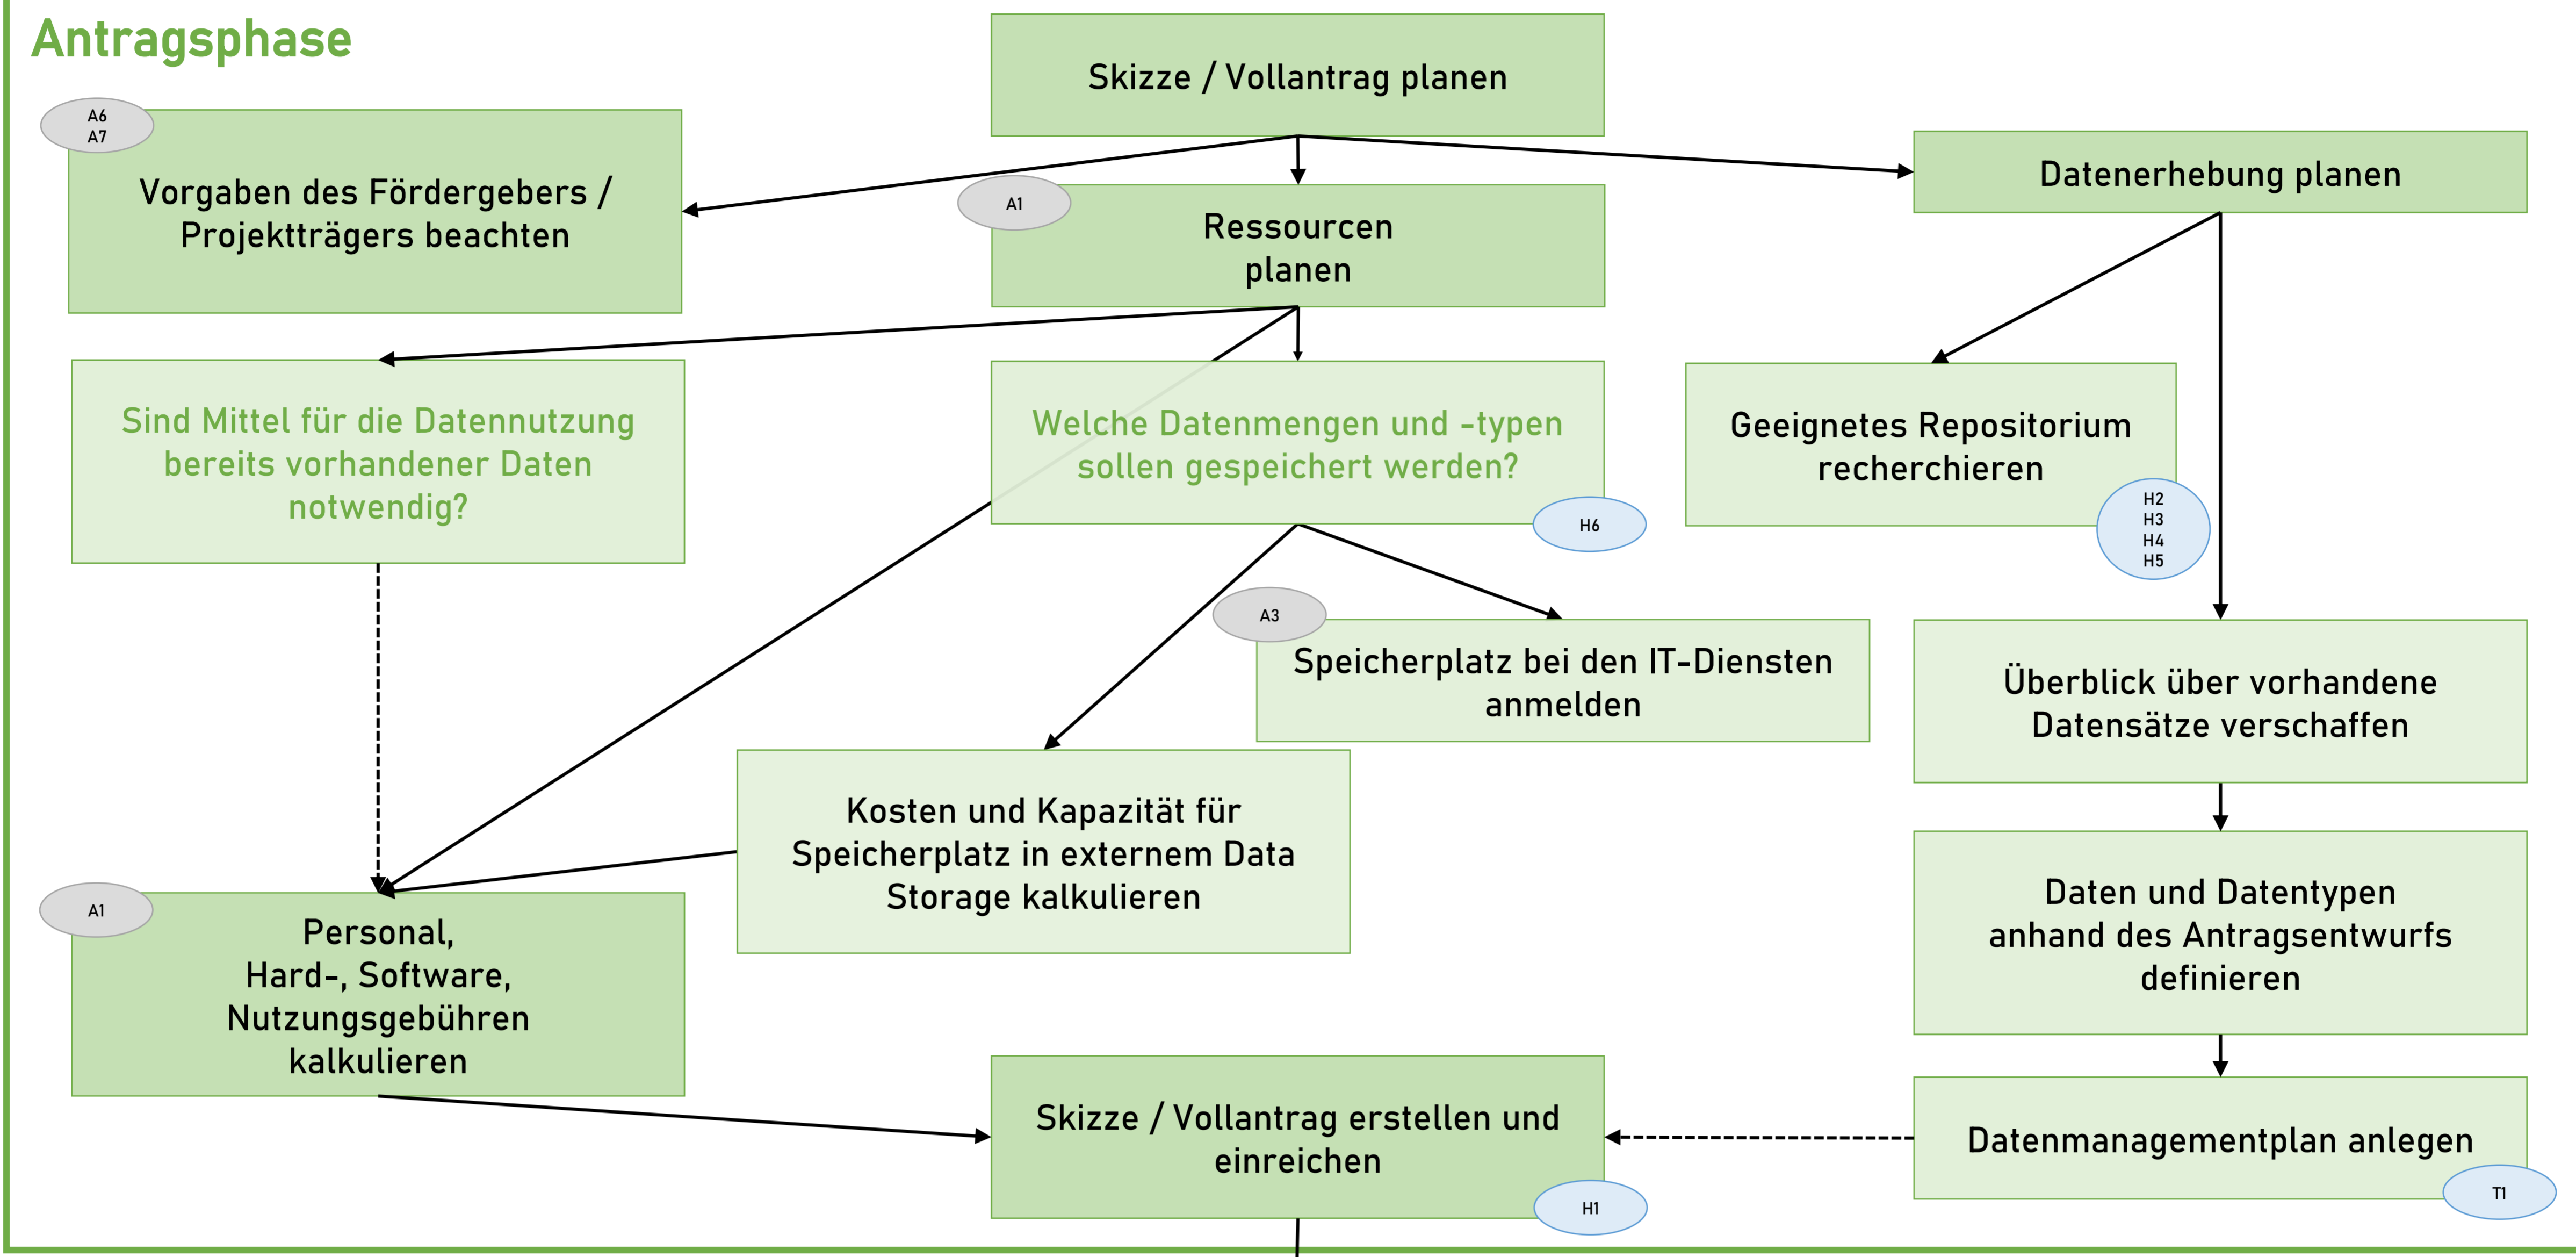 Antragsphase
Skizze / Vollantrag planen
A6
A7
Vorgaben des Fördergebers /
Projektträgers beachten
A1
Ressourcen
planen
Datenerhebung planen
Sind Mittel für die Datennutzung
bereits vorhandener Daten
notwendig?
Welche Datenmengen und -typen
sollen gespeichert werden?
H6
Geeignetes Repositorium
recherchieren
H2
H3
H4
H5
A3
Speicherplatz bei den IT-Diensten
anmelden
Überblick über vorhandene
Datensätze verschaffen
Kosten und Kapazität für
Speicherplatz in externem Data
Storage kalkulieren
Daten und Datentypen
anhand des Antragsentwurfs
definieren
A1
Personal,
Hard-, Software,
Nutzungsgebühren
kalkulieren
Skizze / Vollantrag erstellen und
einreichen
H1
Datenmanagementplan anlegen
T1